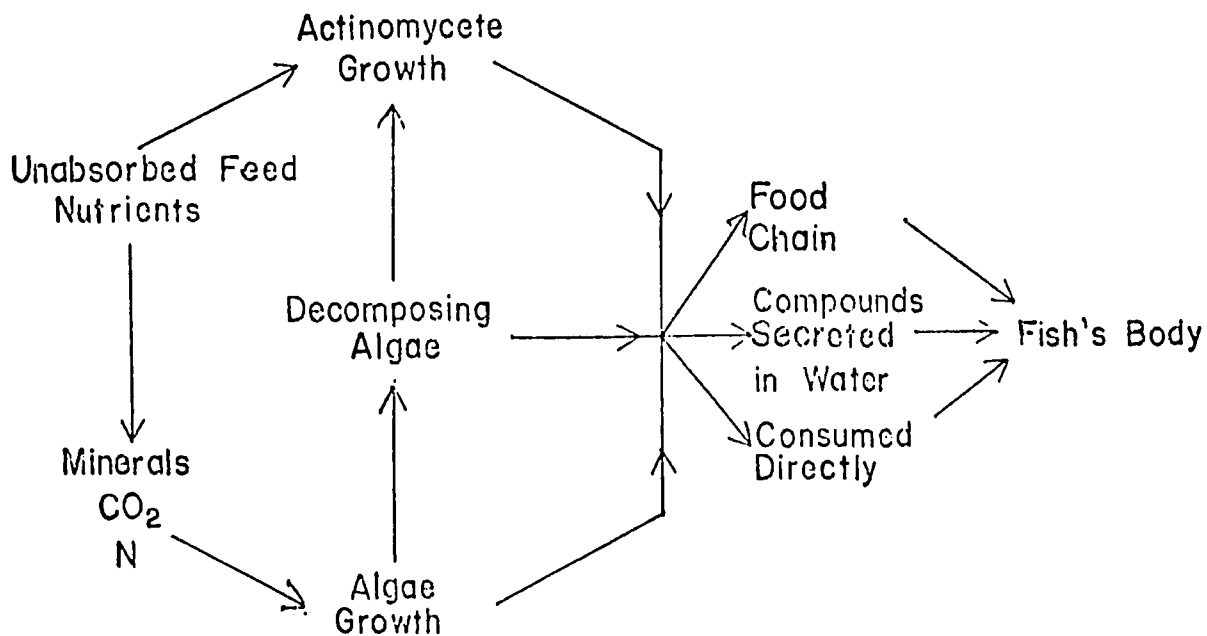 Actinomycete
Growth
Unabsorbed Feed
Nutrients
Food
Chain
Decomposing
Algae
Compounds
Secreted
in Water
Fish's Body
Consumed
Directly
Minerals
CO₂
N
Algae
Growth